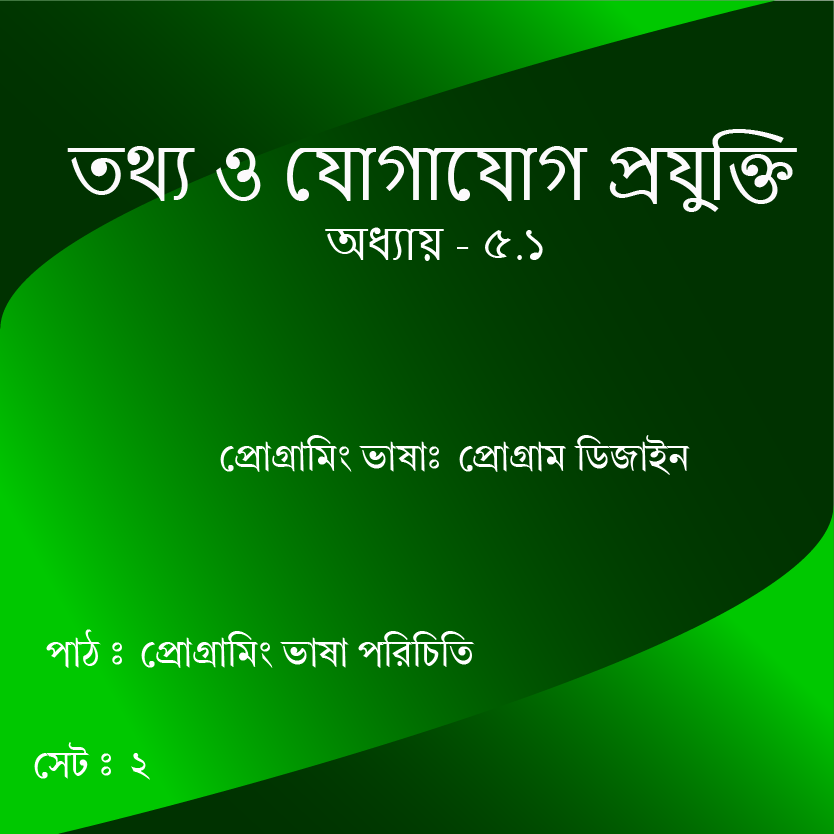 তথ্য ও যোগাযোগ প্রযুক্তি
অধ্যায় - ৫.১
প্রোগ্রামিং ভাষাঃ প্রোগ্রাম ডিজাইন
পাঠ ঃ প্রোগ্রামিং ভাষা পরিচিতি
সেট ঃ ২